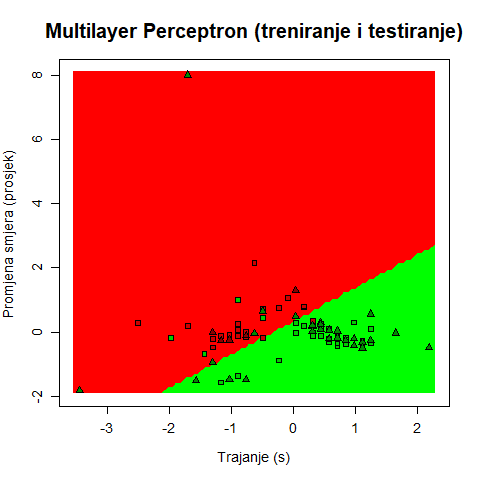 Multilayer Perceptron (treniranje i testiranje)
Promjena smjera (prosjek)
8
6
4
2
0
-2
-3 -2 -1 0 1 2
Trajanje (s)